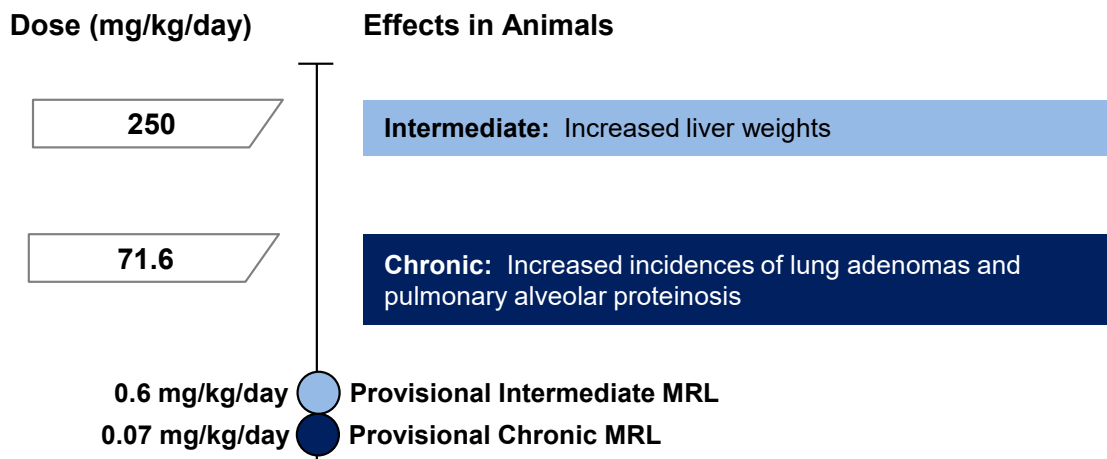 Dose (mg/kg/day) Effects in Animals
250 Intermediate: Increased liver weights
71.6 Chronic: Increased incidences of lung adenomas and
pulmonary alveolar proteinosis
0.6 mg/kg/day Provisional Intermediate MRL
0.07 mg/kg/day Provisional Chronic MRL